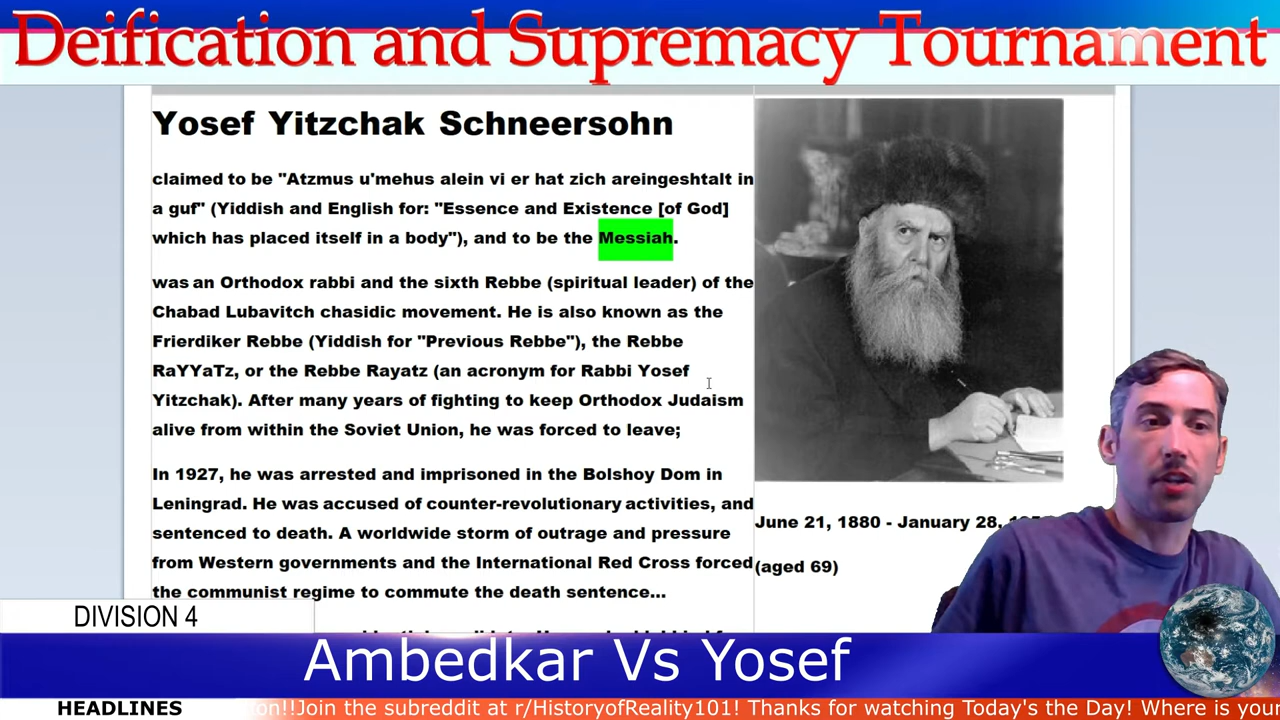 Deification and Supremacy Tournament
Yosef Yitzchak Schneersohn
claimed to be "Atzmus u'mehus alein vi er hat zich areingeshtalt in
a guf" (Yiddish and English for: "Essence and Existence [of God]
which has placed itself in a body"), and to be the Messiah.
was an Orthodox rabbi and the sixth Rebbe (spiritual leader) of the
Chabad Lubavitch chasidic movement. He is also known as the
Frierdiker Rebbe (Yiddish for "Previous Rebbe"), the Rebbe
RaYYaTz, or the Rebbe Rayatz (an acronym for Rabbi Yosef
Yitzchak). After many years of fighting to keep Orthodox Judaism
alive from within the Soviet Union, he was forced to leave;
In 1927, he was arrested and imprisoned in the Bolshoy Dom in
Leningrad. He was accused of counter-revolutionary activities, and
sentenced to death. A worldwide storm of outrage and pressure
from Western governments and the International Red Cross forced
the communist regime to commute the death sentence...
June 21, 1880 - January 28,
(aged 69)
DIVISION 4
Ambedkar Vs Yosef
HEADLINES
on!!Join the subreddit at r/HistoryofReality101! Thanks for watching Today's the Day! Where is your